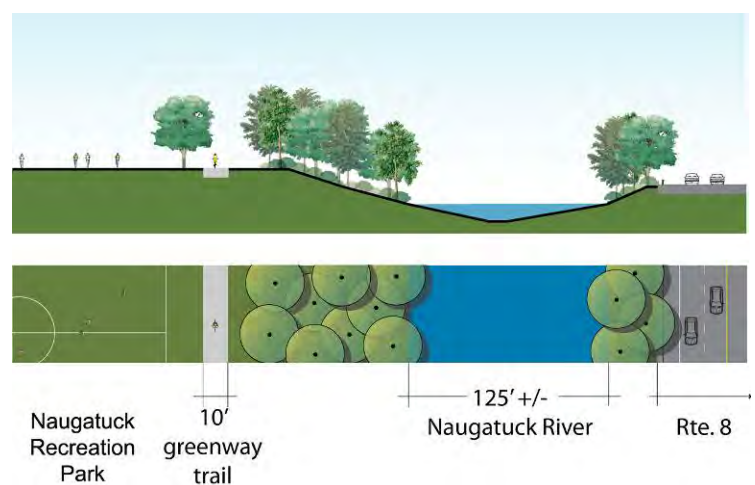 Naugatuck
Recreation
Park
10'
greenway
trail
125' +/-
Naugatuck River
Rte. 8